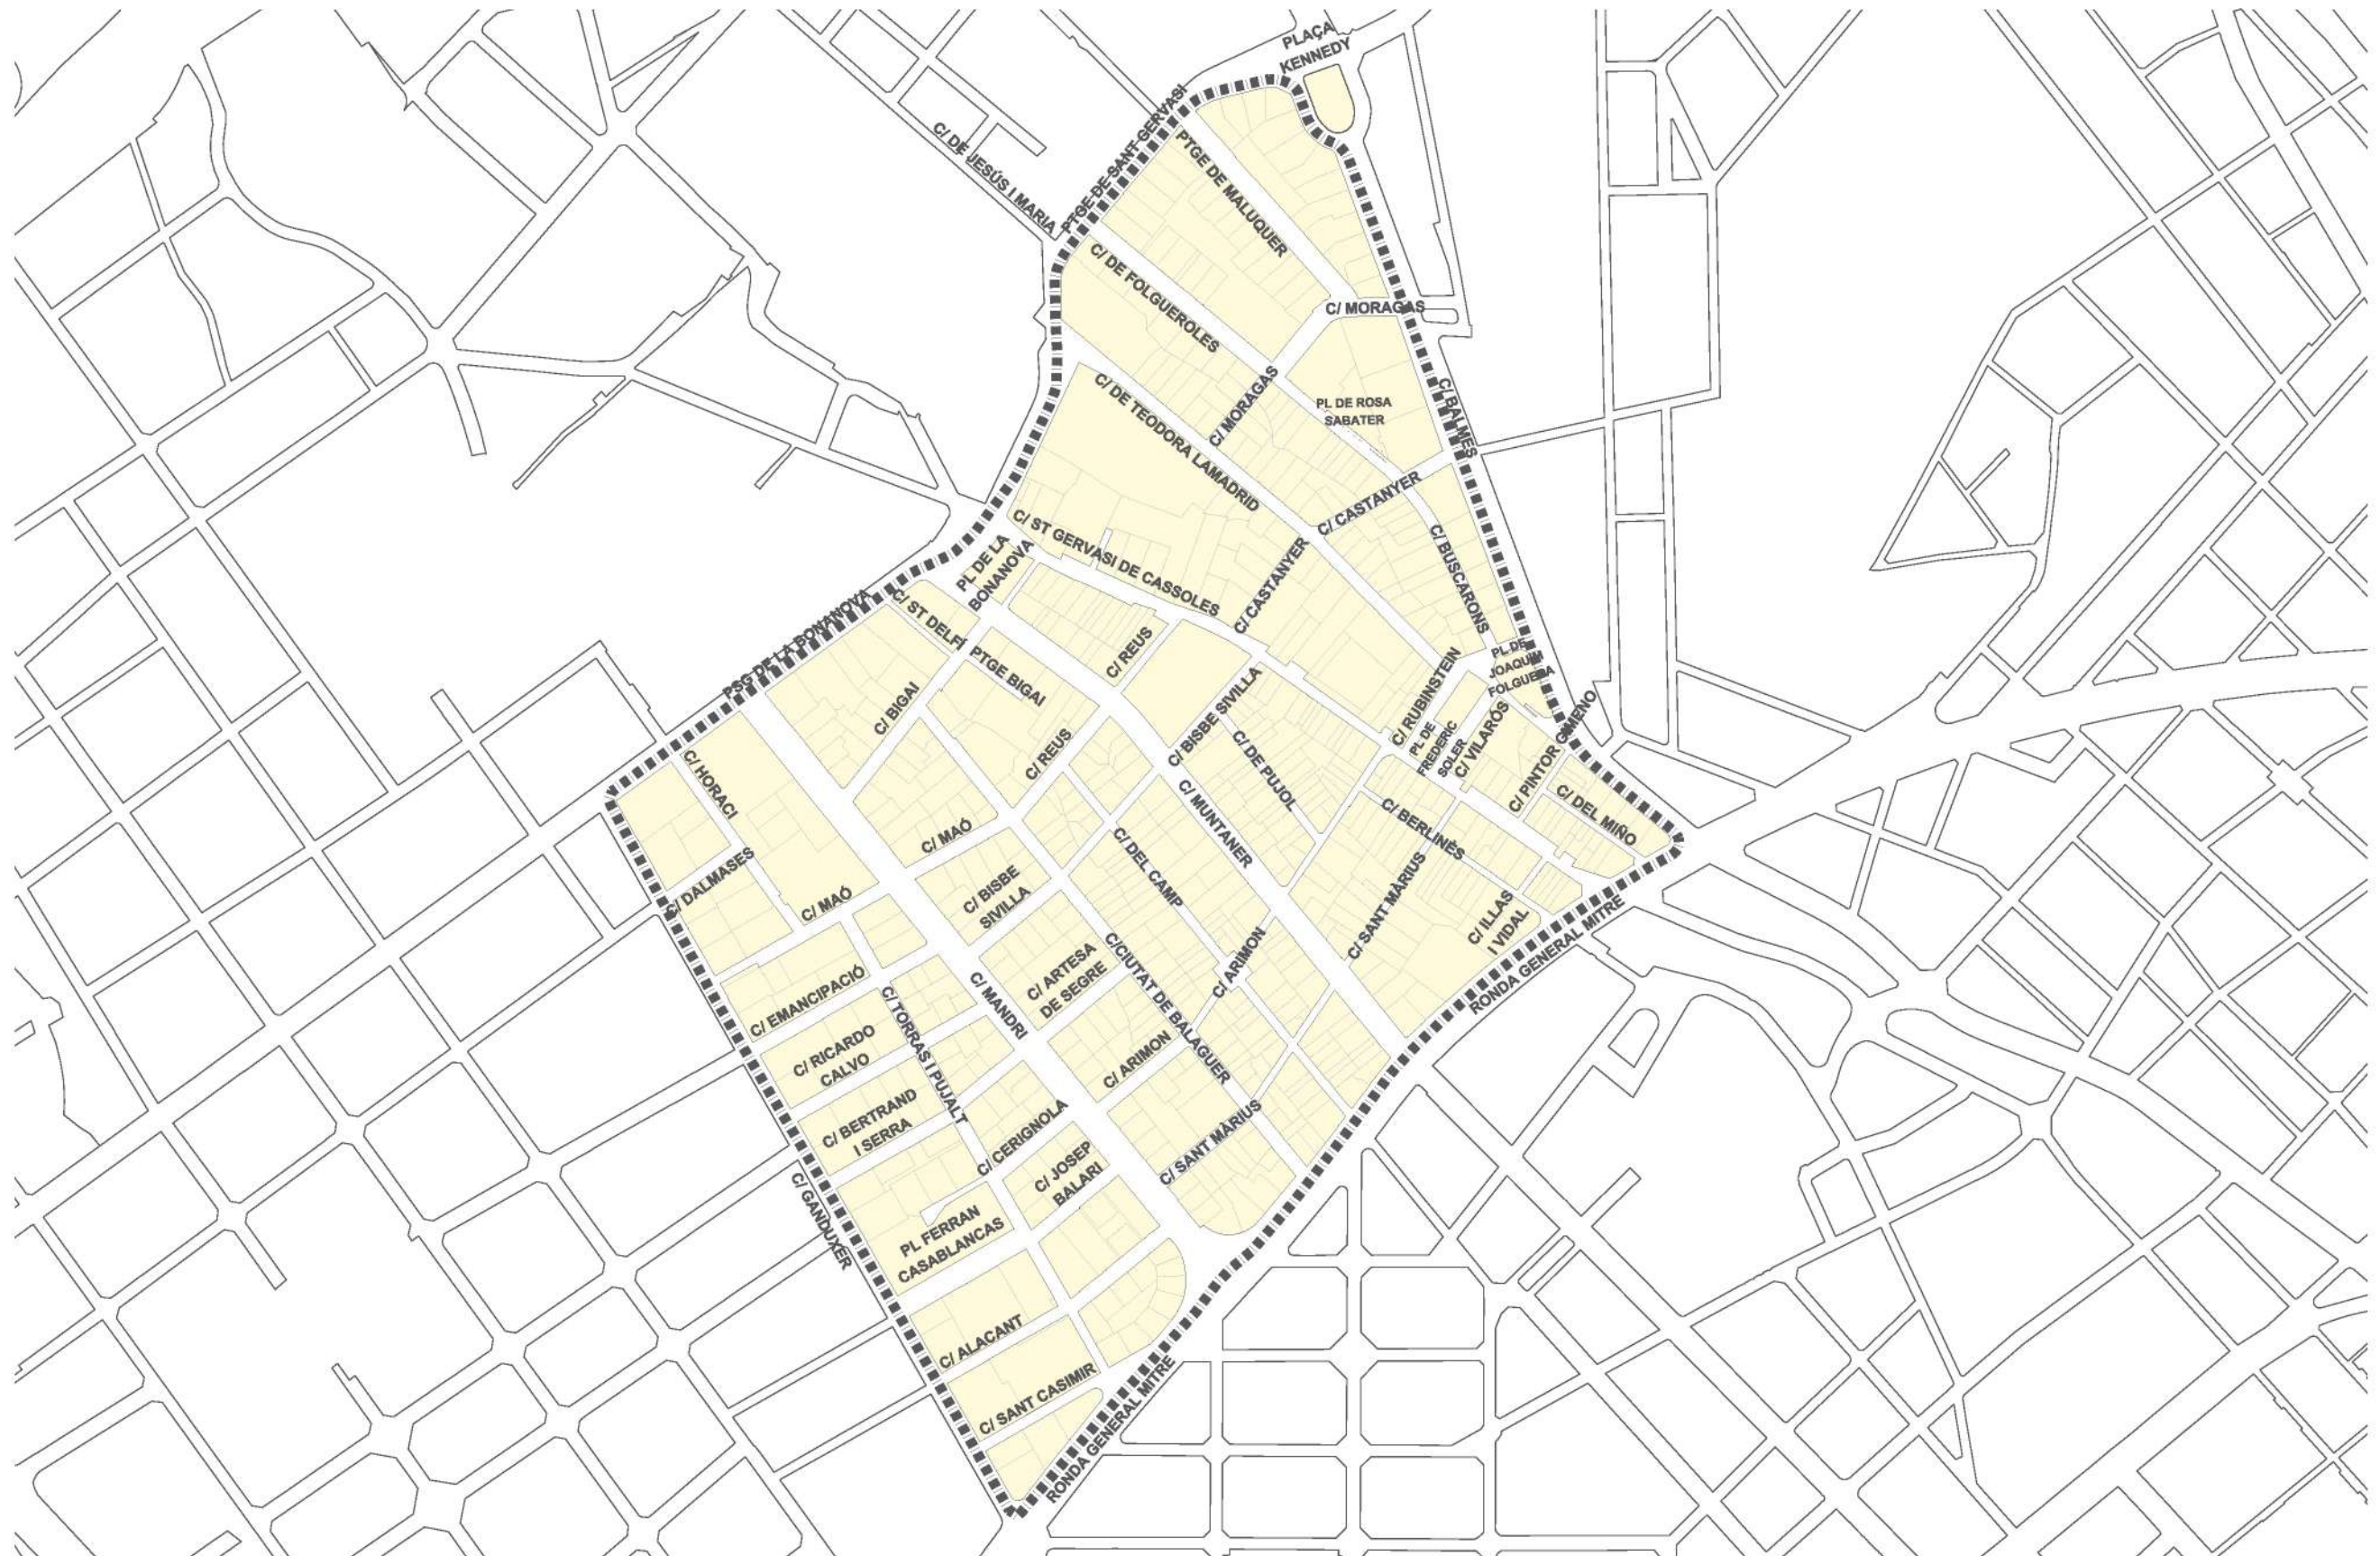 PLAÇA
KENNEDY
PTGE DE SANT GERVASI
C/ DE JESÚS I MARIA
PTGE DE MALUQUER
C/ DE FOLGUEROLES
C/ MORAGAS
C/ MORAGAS
C/ BALMES
PL DE ROSA
SABATER
C/ DE TEODORA LAMADRID
C/ CASTANYER
C/ CASTANYER
C/ BUSCARONS
C/ ST GERVASI DE CASSOLES
PL DE LA
BONANOVA
PSG DE LA BONANOVA
C/ ST DELFÍ
PTGE BIGAI
C/ BIGAI
C/ REUS
C/ REUS
C/ BISBE SIVILLA
C/ DE PUJOL
C/ RUBINSTEIN
PL DE
JOAQUIM
FOLGUERA
PL DE
FREDERIC
SOLER
C/ VILARÓS
C/ PINTOR GIMENO
C/ DEL MIÑO
C/ BERLINÈS
C/ MUNTANER
C/ HORACI
C/ DALMASES
C/ MAÓ
C/ MAÓ
C/ BISBE
SIVILLA
C/ DEL CAMP
C/ SANT MÀRIUS
C/ ILLAS
I VIDAL
RONDA GENERAL MITRE
C/ ARIMON
C/ ARTESA
DE SEGRE
C/CIUTAT DE BALAGUER
C/ EMANCIPACIÓ
C/ TORRAS I PUJALT
C/ MANDRI
C/ RICARDO
CALVO
C/ ARIMON
C/ BERTRAND
I SERRA
C/ CERIGNOLA
C/ JOSEP
BALARI
C/ SANT MÀRIUS
C/ GANDUXER
PL FERRAN
CASABLANCAS
C/ ALACANT
C/ SANT CASIMIR
RONDA GENERAL MITRE